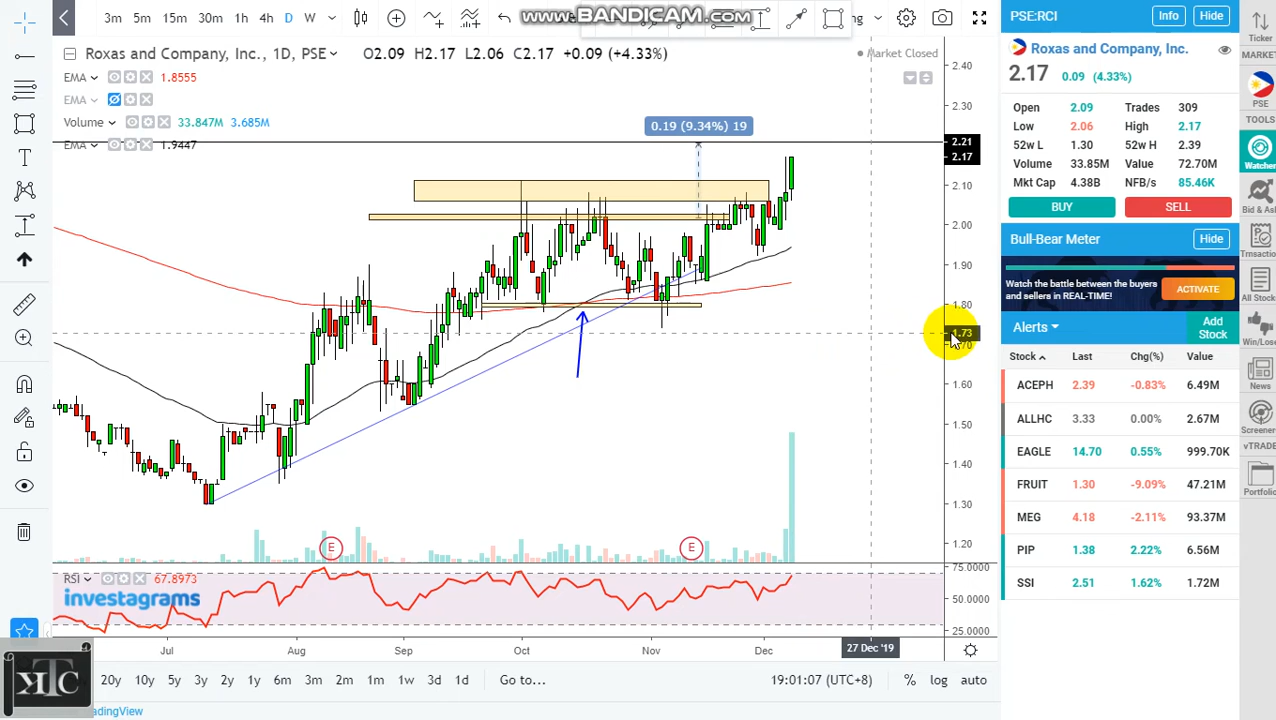 3m 5m 15m 30m 1h 4h D W
WWW.BANDICAM.COM
Roxas and Company, Inc., 1D, PSE O2.09 H2.17 L2.06 C2.17 +0.09 (+4.33%)
Market Closed
EMA 1.8555
EMA
Volume 33.847M 3.685M
EMA 1.9447
0.19 (9.34%) 19
2.40
2.30
2.21
2.17
2.10
2.00
1.90
1.80
1.73
1.70
1.60
1.50
1.40
1.30
1.20
E E
RSI 67.8973
investagrams
75.0000
50.0000
25.0000
Jul Aug Sep Oct Nov Dec 27 Dec '19
20y 10y 5y 3y 2y 1y 6m 3m 2m 1m 1w 3d 1d Go to... 19:01:07 (UTC+8) % log auto
KTC
adingView
PSE:RCI Info Hide
Roxas and Company, Inc.
2.17 0.09 (4.33%)
Open 2.09 Trades 309
Low 2.06 High 2.17
52w L 1.30 52w H 2.39
Volume 33.85M Value 72.70M
Mkt Cap 4.38B NFB/s 85.46K
BUY SELL
Bull-Bear Meter Hide
Watch the battle between the buyers
and sellers in REAL-TIME!
ACTIVATE
Alerts Add
Stock
Stock Last Chg(%) Value
ACEPH 2.39 -0.83% 6.49M
ALLHC 3.33 0.00% 2.67M
EAGLE 14.70 0.55% 999.70K
FRUIT 1.30 -9.09% 47.21M
MEG 4.18 -2.11% 93.37M
PIP 1.38 2.22% 6.56M
SSI 2.51 1.62% 1.72M
Ticker
MARKET
PSE
TOOLS
Watcher
Bid & As
Trnsactio
All Stock
Win/Lose
News
Screener
vTRADE
Portfolio